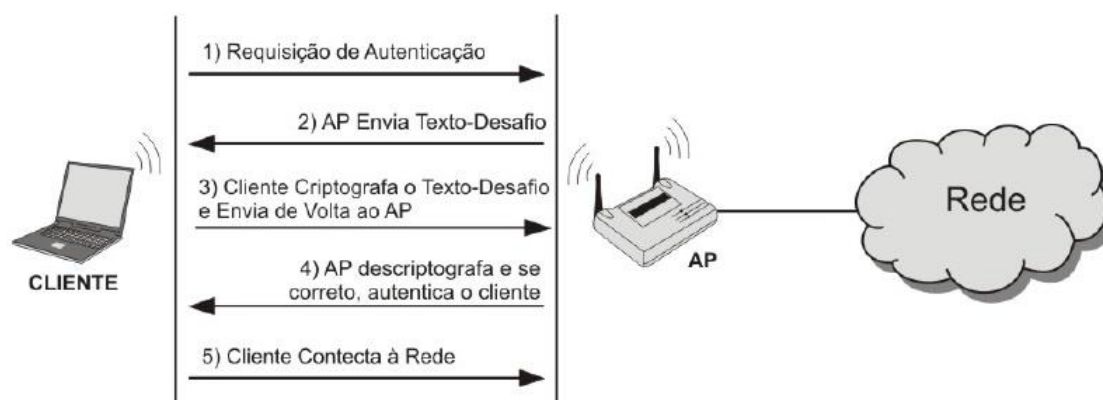 1) Requisição de Autenticação
2) AP Envia Texto-Desafio
3) Cliente Criptografa o Texto-Desafio
e Envia de Volta ao AP
4) AP descriptografa e se
correto, autentica o cliente
5) Cliente Contecta à Rede
CLIENTE
AP
Rede